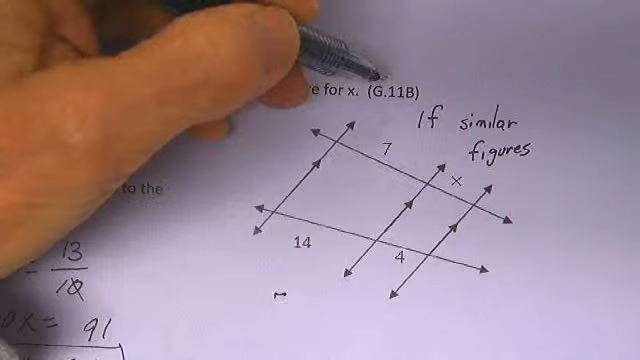 e for x. (G.11B)
If similar
figures
7
x
to the
14
4
= 13
10
x = 91